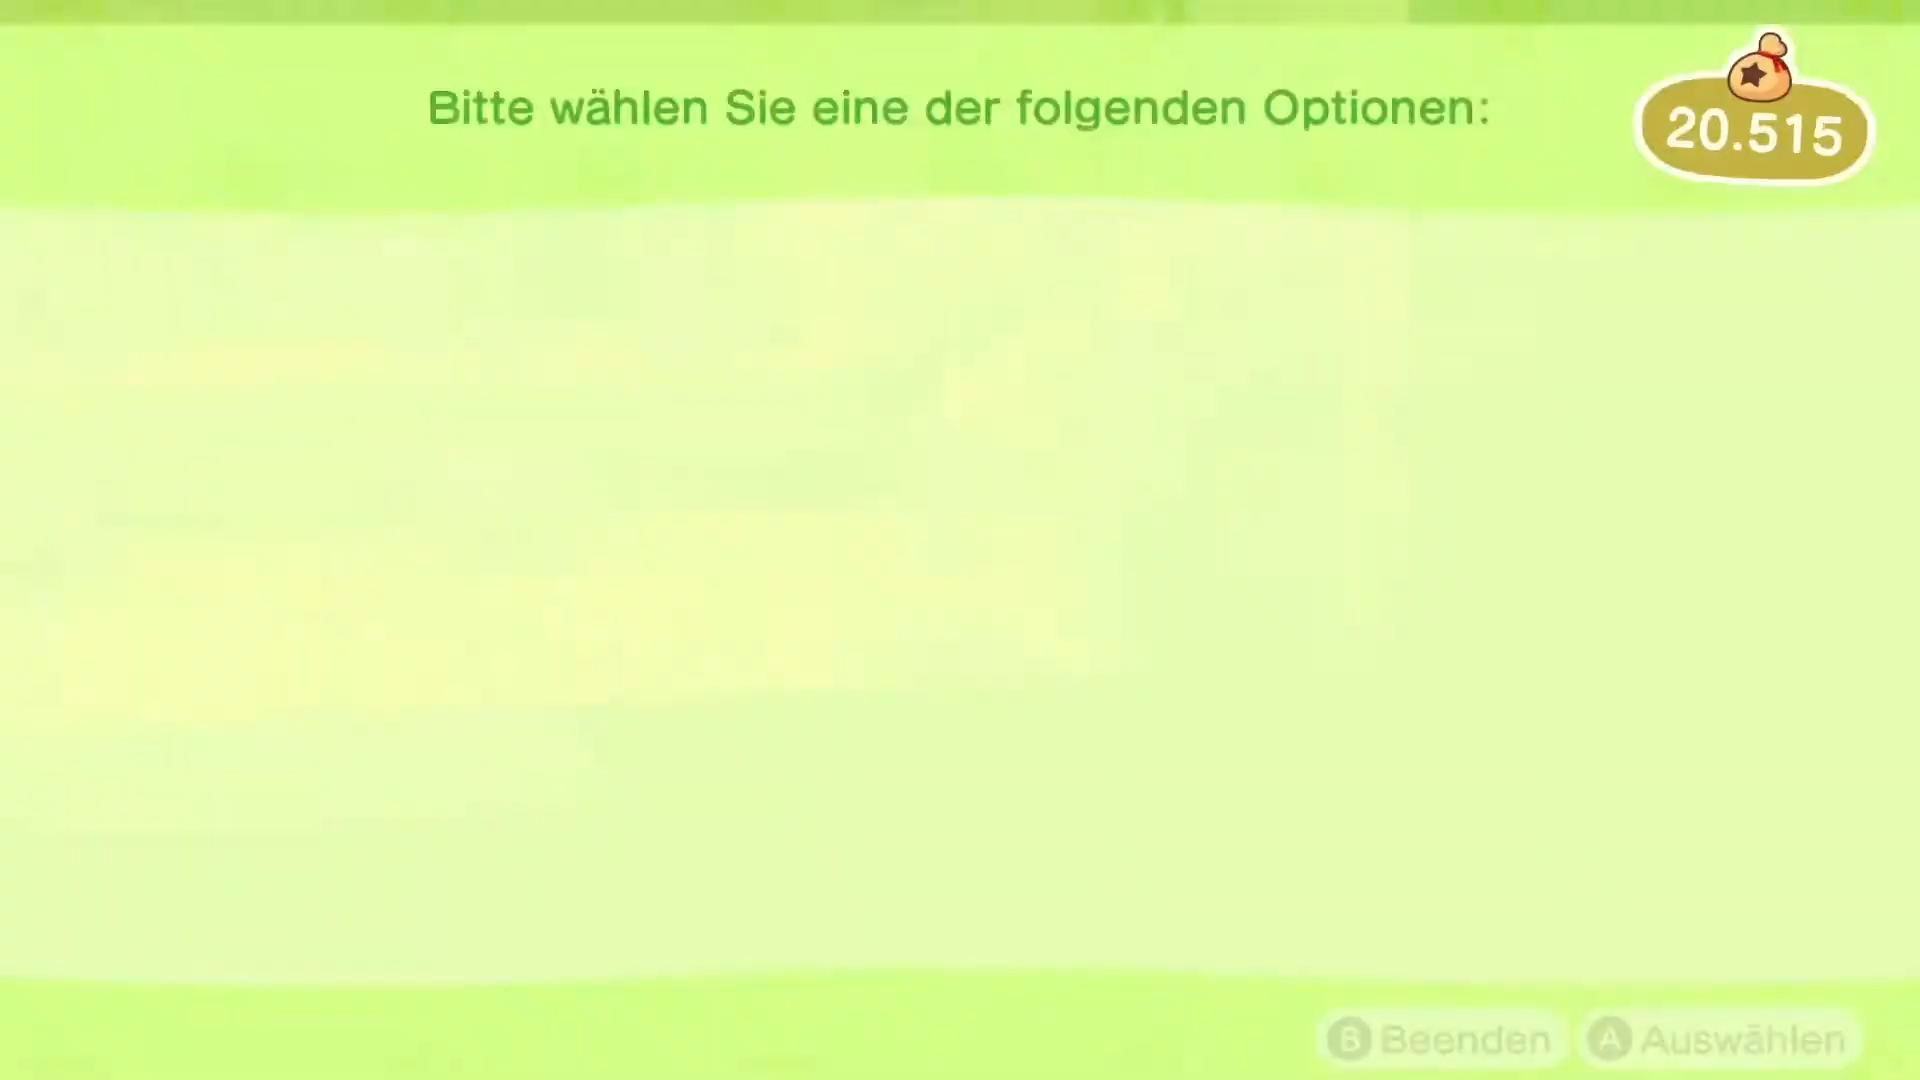 Bitte wählen Sie eine der folgenden Optionen:
20.515
B Beenden A Auswählen